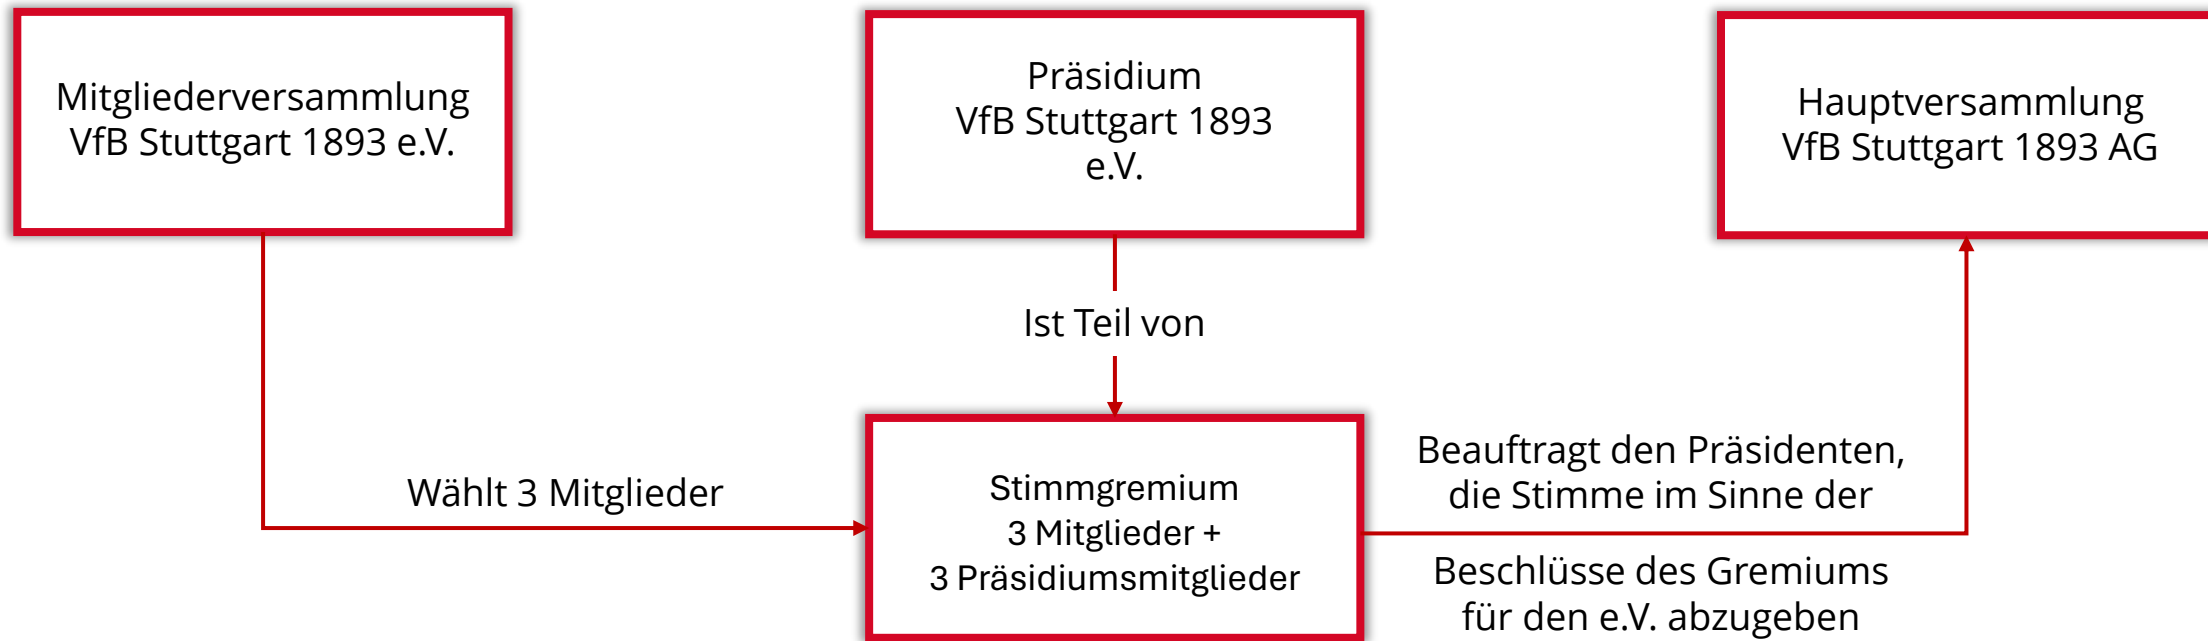 Mitgliederversammlung
VfB Stuttgart 1893 e.V.
Präsidium
VfB Stuttgart 1893
e.V.
Hauptversammlung
VfB Stuttgart 1893 AG
Ist Teil von
Wählt 3 Mitglieder
Stimmgremium
3 Mitglieder +
3 Präsidiumsmitglieder
Beauftragt den Präsidenten,
die Stimme im Sinne der
Beschlüsse des Gremiums
für den e.V. abzugeben